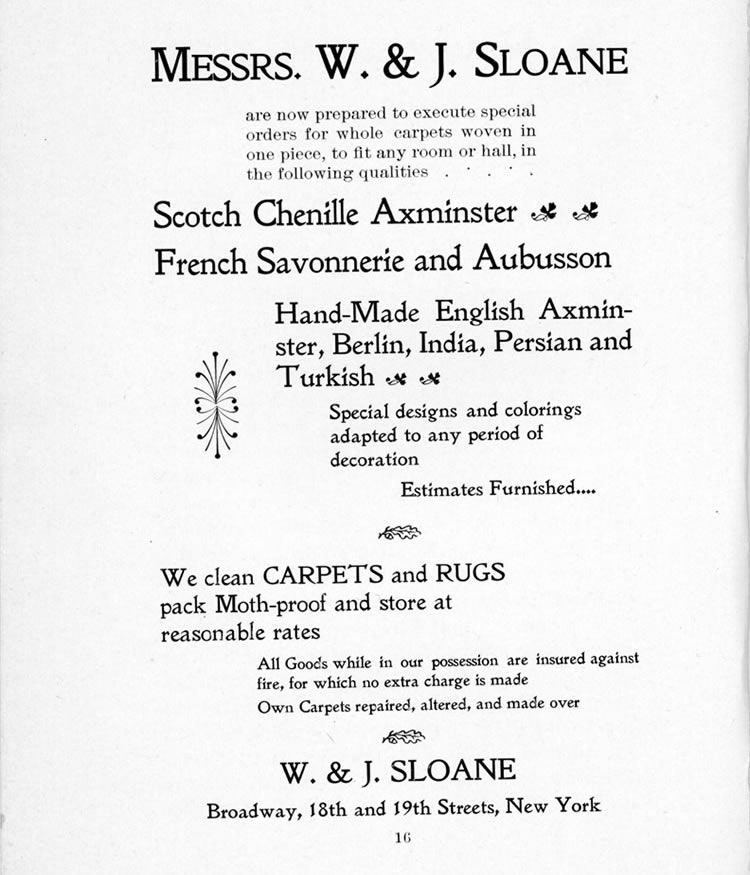 MESSRS. W. & J. SLOANE
are now prepared to execute special
orders for whole carpets woven in
one piece, to fit any room or hall, in
the following qualities . . . . .
Scotch Chenille Axminster
French Savonnerie and Aubusson
Hand-Made English Axmin-
ster, Berlin, India, Persian and
Turkish
Special designs and colorings
adapted to any period of
decoration
Estimates Furnished....
We clean CARPETS and RUGS
pack Moth-proof and store at
reasonable rates
All Goods while in our possession are insured against
fire, for which no extra charge is made
Own Carpets repaired, altered, and made over
W. & J. SLOANE
Broadway, 18th and 19th Streets, New York
16